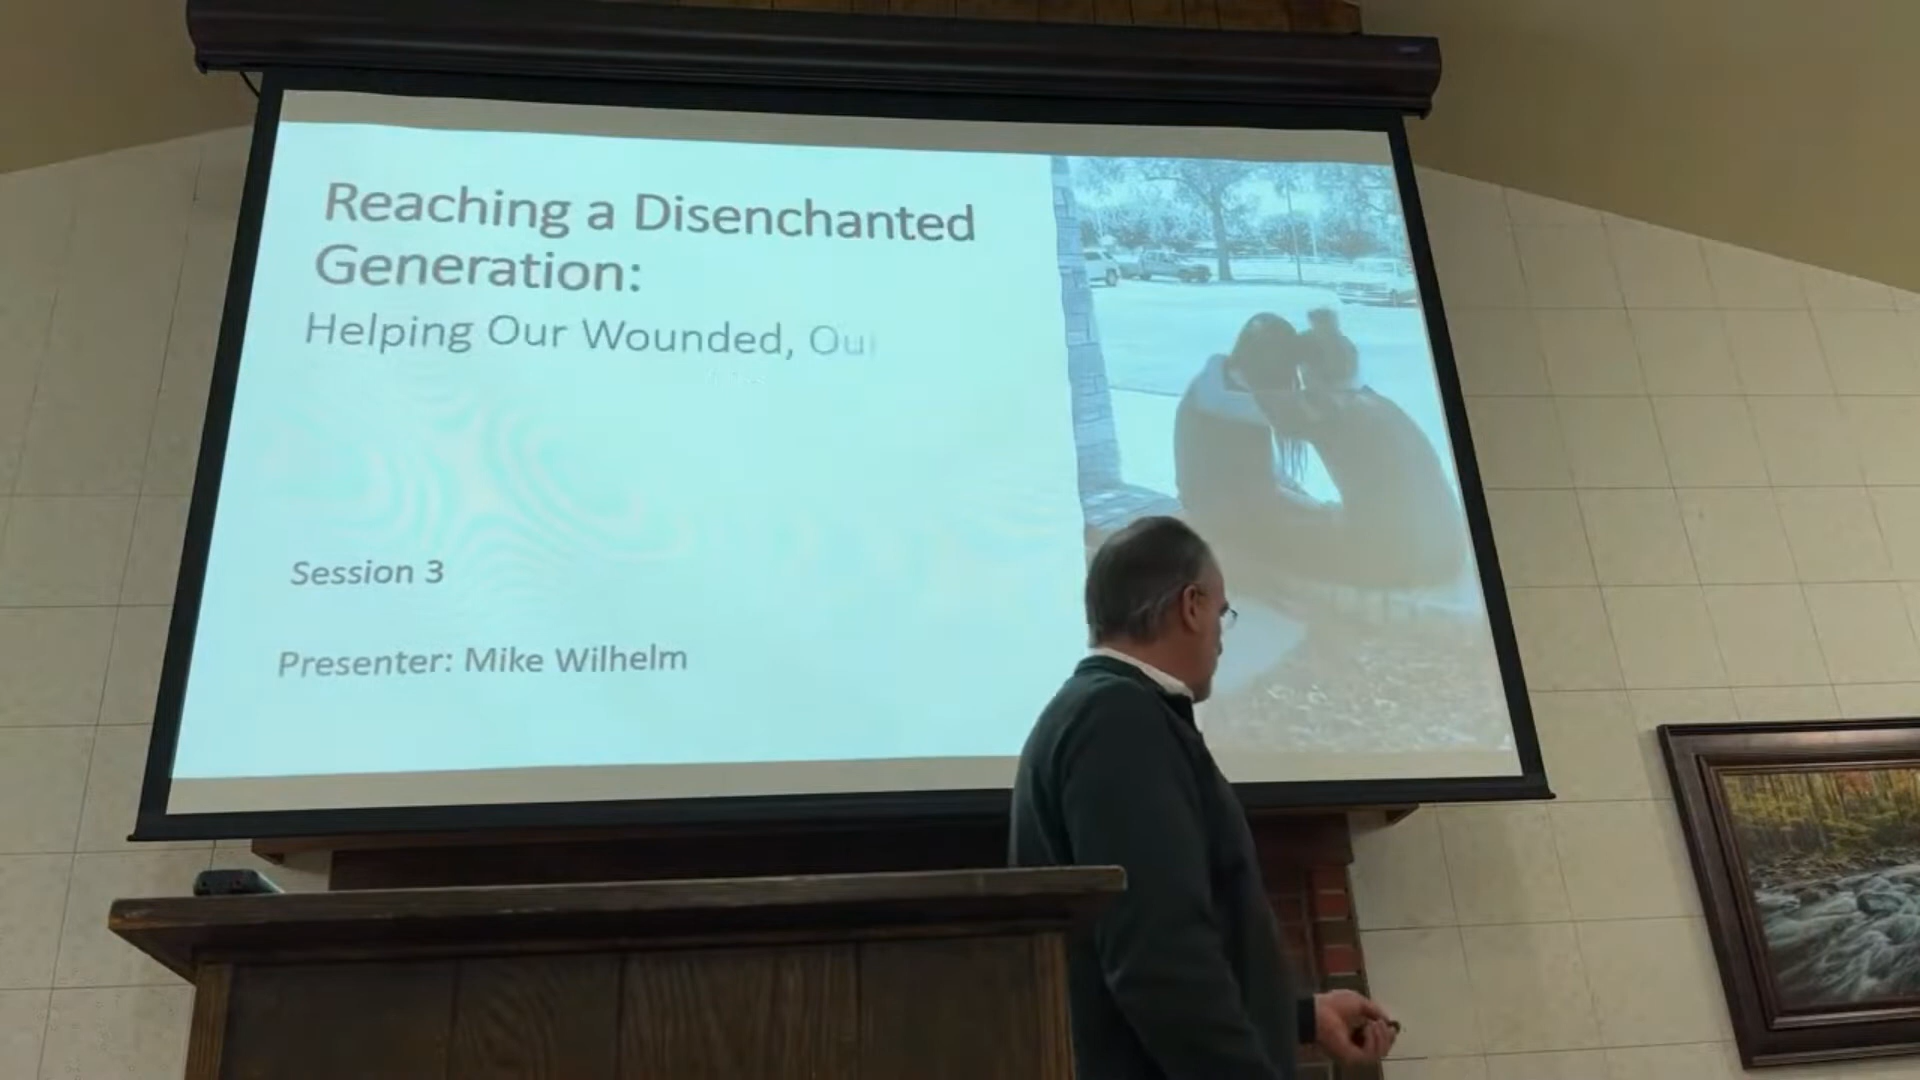 Reaching a Disenchanted
Generation:
Helping Our Wounded,
Session 3
Presenter: Mike Wilhelm